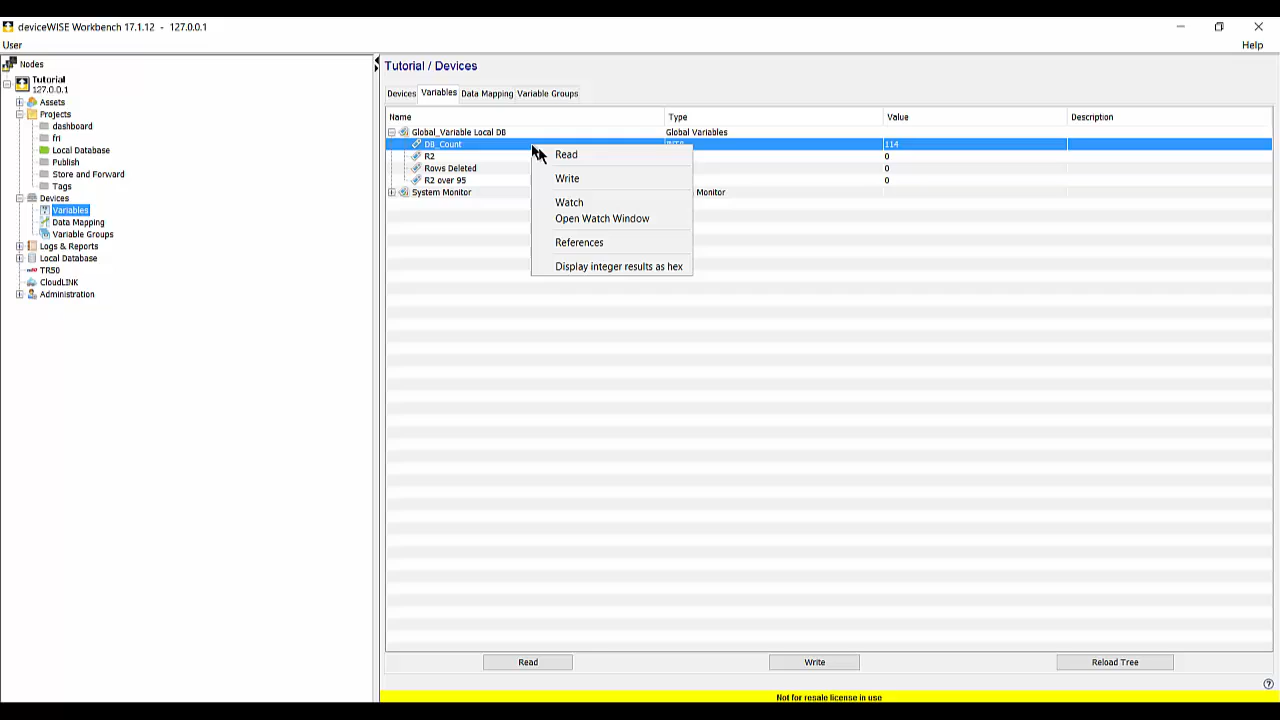 deviceWISE Workbench 17.1.12 - 127.0.0.1
User
Help
Nodes
Tutorial
127.0.0.1
Assets
Projects
dashboard
fri
Local Database
Publish
Store and Forward
Tags
Devices
Variables
Data Mapping
Variable Groups
Logs & Reports
Local Database
TR50
CloudLINK
Administration
Tutorial / Devices
Devices Variables Data Mapping Variable Groups
Name Type Value Description
Global_Variable Local DB Global Variables
DB_Count 114
R2 0
Rows Deleted 0
R2 over 95 0
System Monitor Monitor
Read
Write
Watch
Open Watch Window
References
Display integer results as hex
Read Write Reload Tree
Not for resale license in use